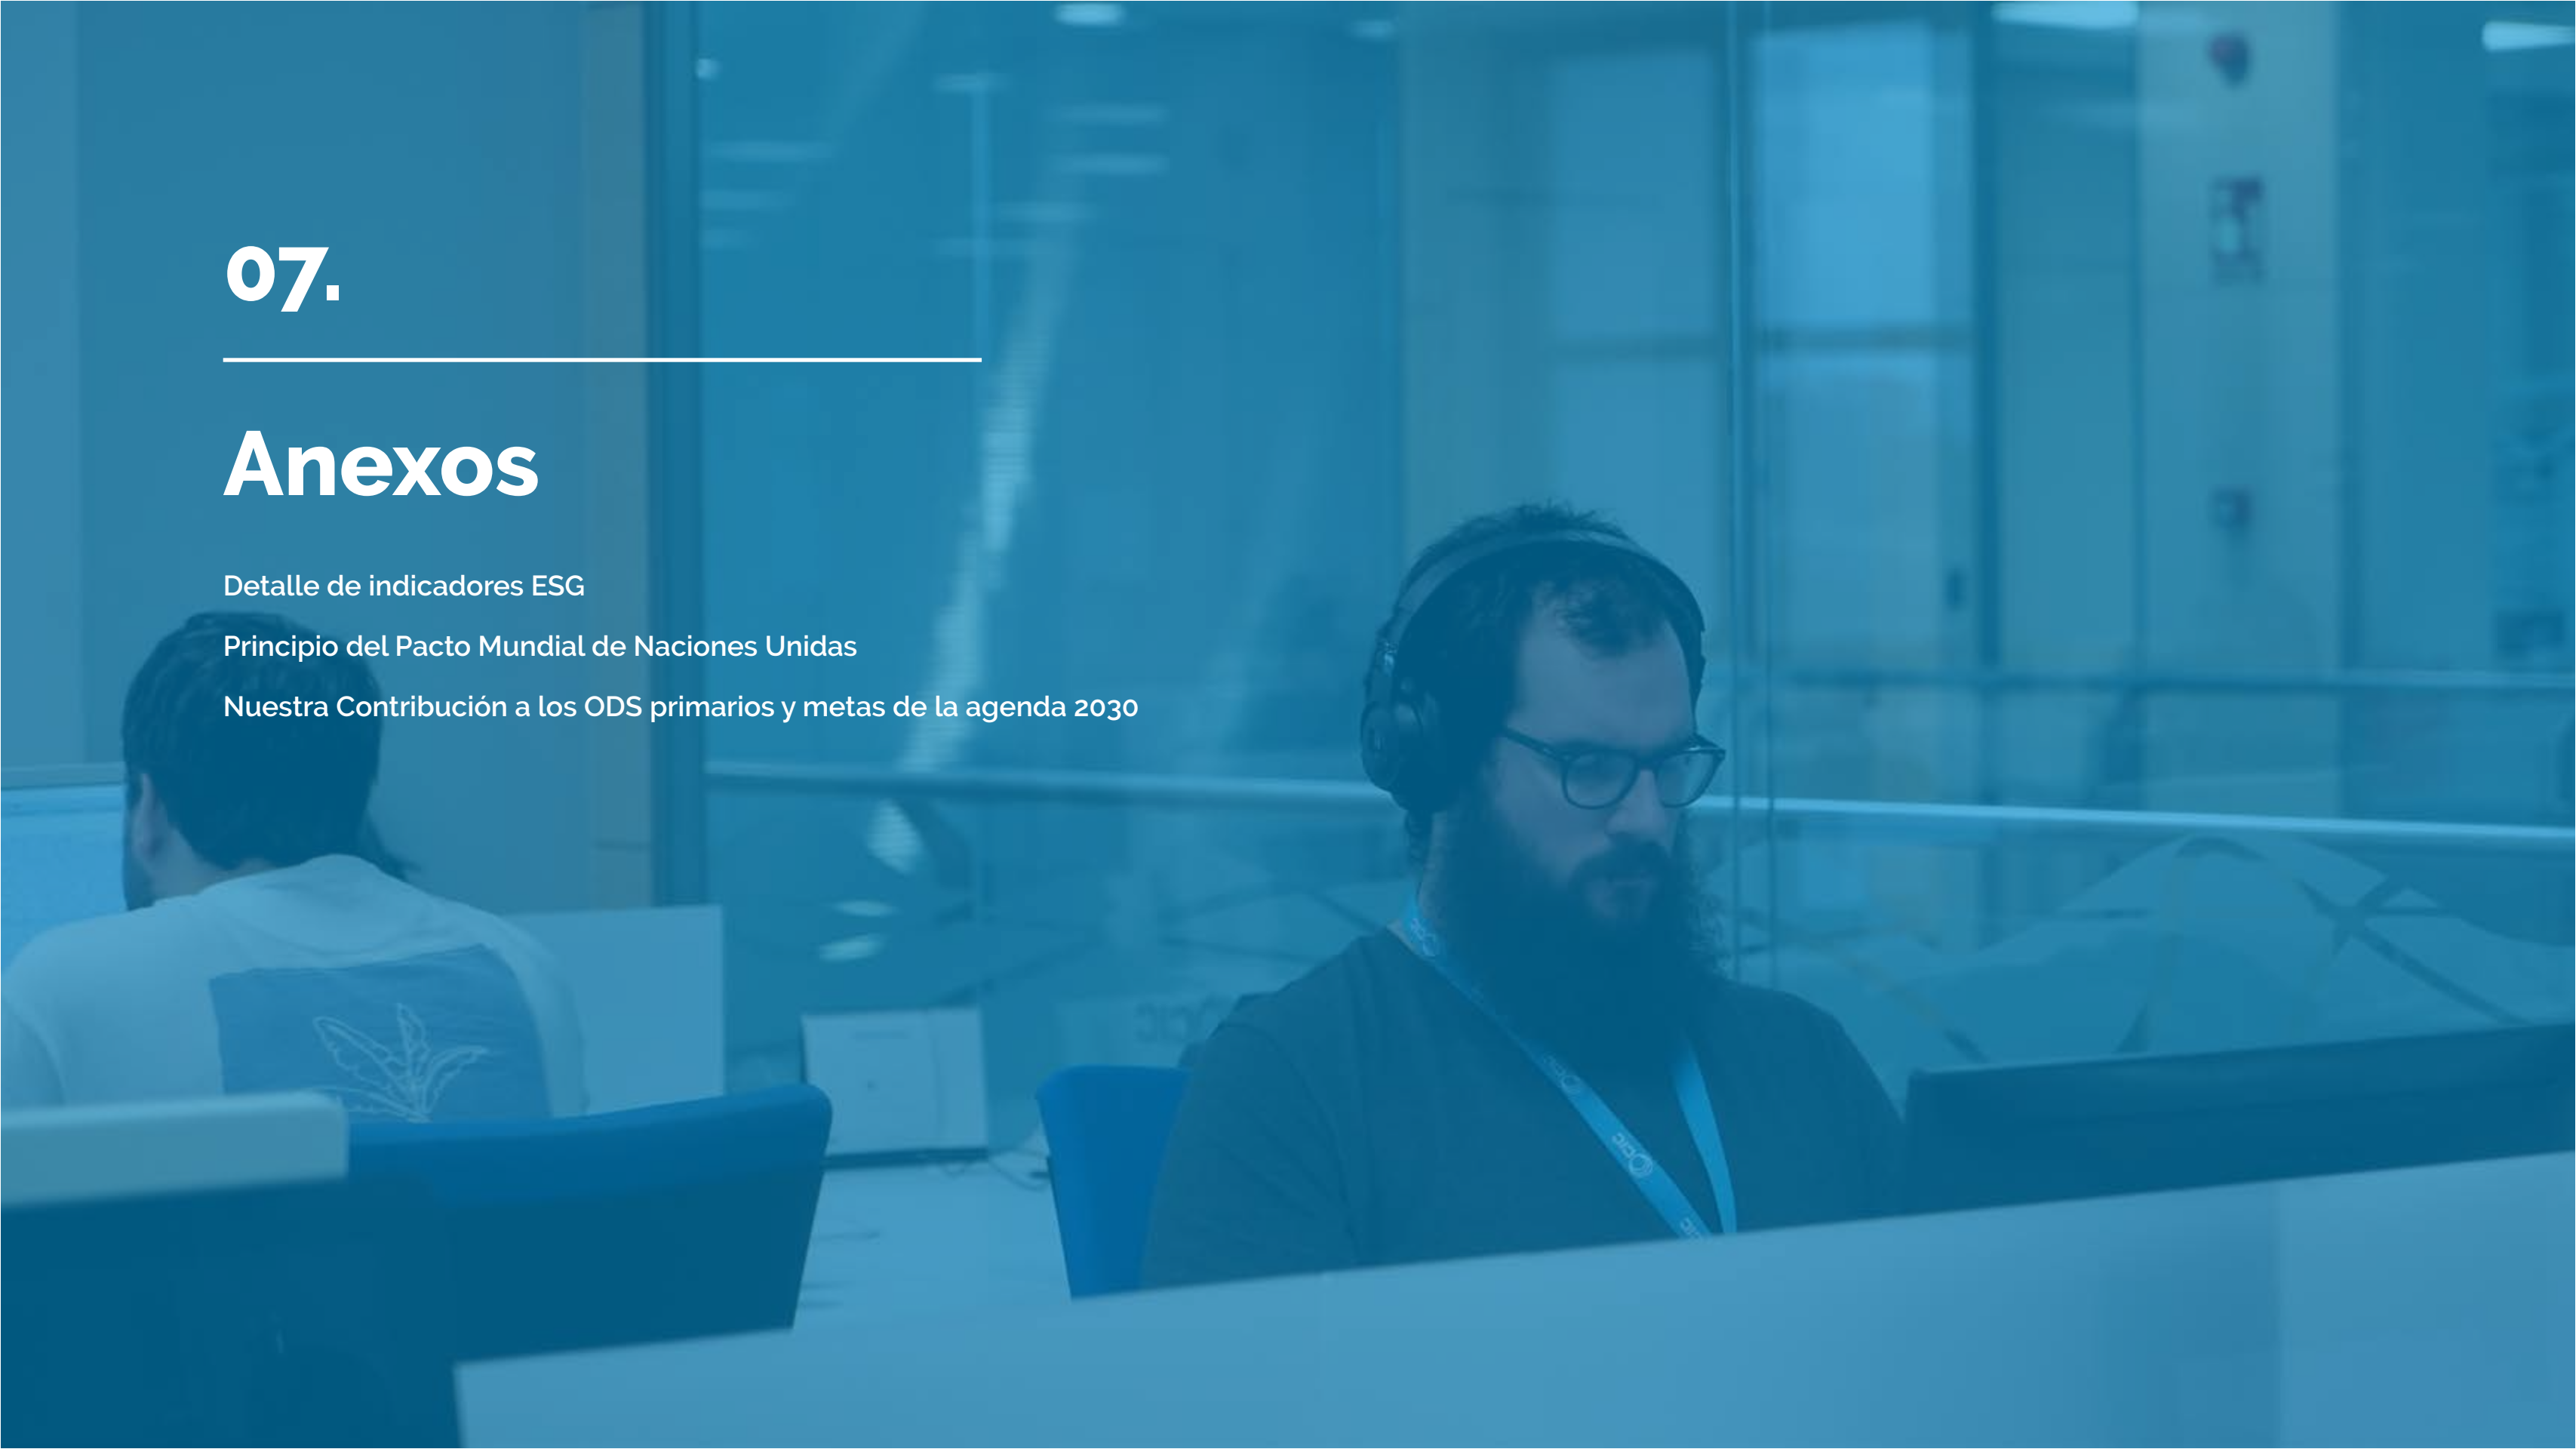 07.
Anexos
Detalle de indicadores ESG
Principio del Pacto Mundial de Naciones Unidas
Nuestra Contribución a los ODS primarios y metas de la agenda 2030